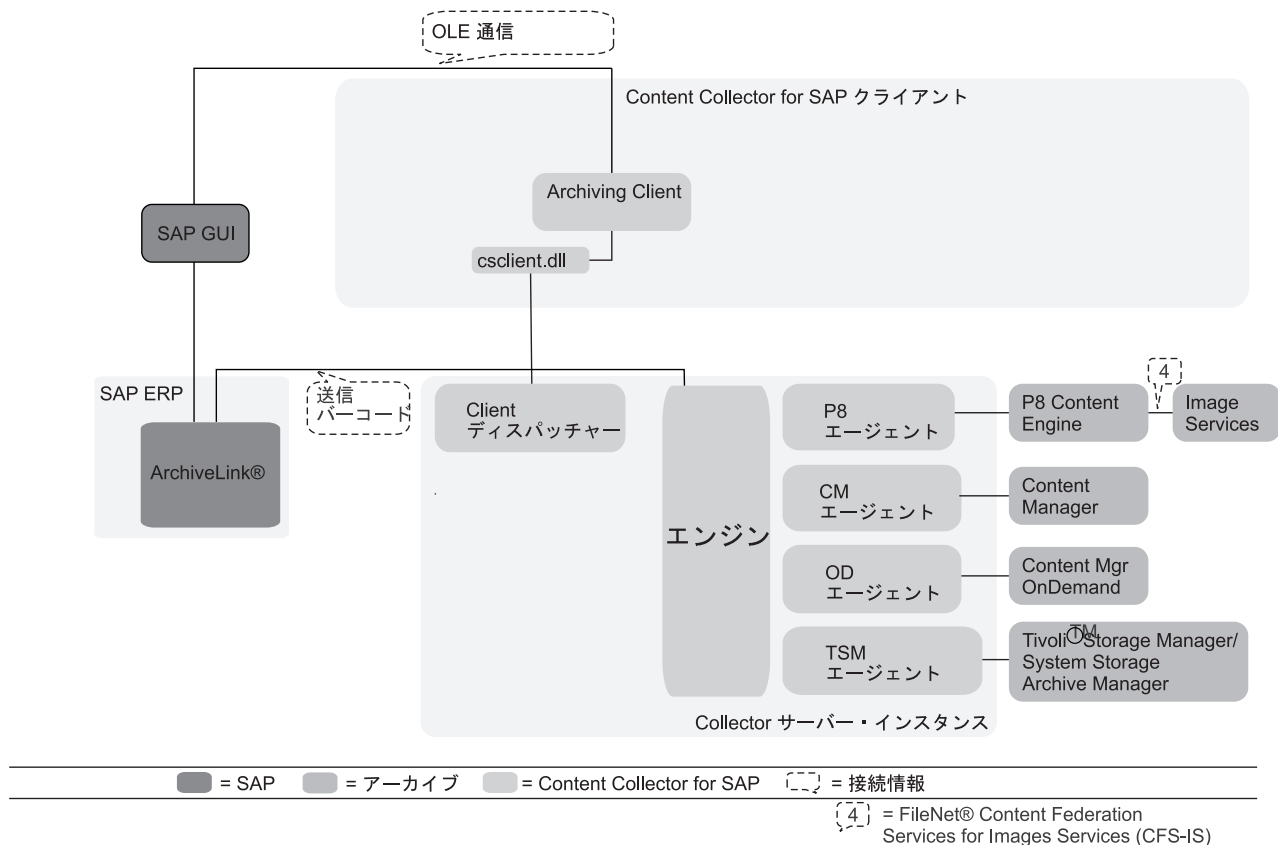 OLE 通信
Content Collector for SAP クライアント
Archiving Client
SAP GUI
csclient.dll
SAP ERP
送信
バーコード
ArchiveLink®
Client
ディスパッチャー
エンジン
P8
エージェント
P8 Content
Engine
4
Image
Services
CM
エージェント
Content
Manager
OD
エージェント
Content Mgr
OnDemand
TSM
エージェント
Tivoli™ Storage Manager/
System Storage
Archive Manager
Collector サーバー・インスタンス
= SAP = アーカイブ = Content Collector for SAP = 接続情報
4 = FileNet® Content Federation
Services for Images Services (CFS-IS)